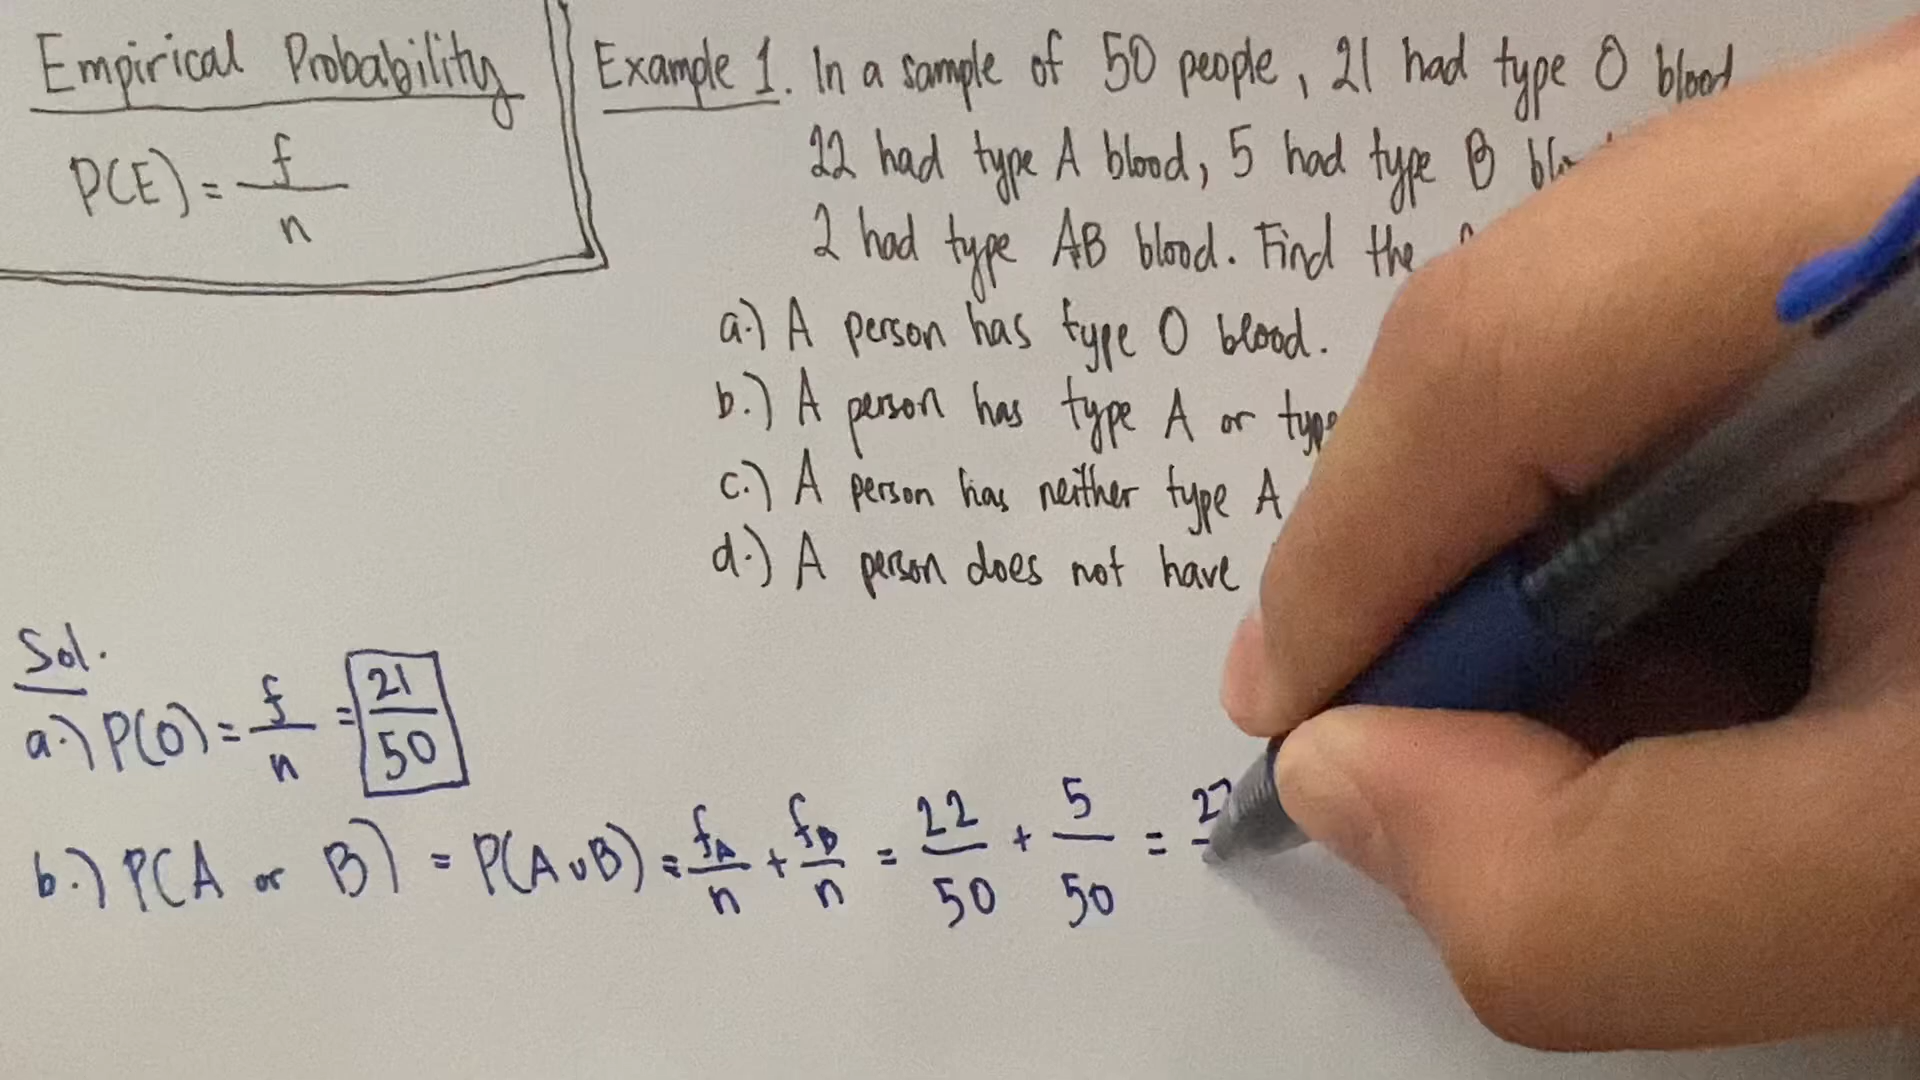 Empirical Probability
P(E) = f/n
Example 1. In a sample of 50 people, 21 had type O blood
22 had type A blood, 5 had type B
2 had type AB blood. Find the
a.) A person has type O blood.
b.) A person has type A or type
c.) A person has neither type A
d.) A person does not have
Sol.
a.) P(O) = f/n = 21/50
b.) P(A or B) = P(A∪B) = fA/n + fB/n = 22/50 + 5/50 = 27